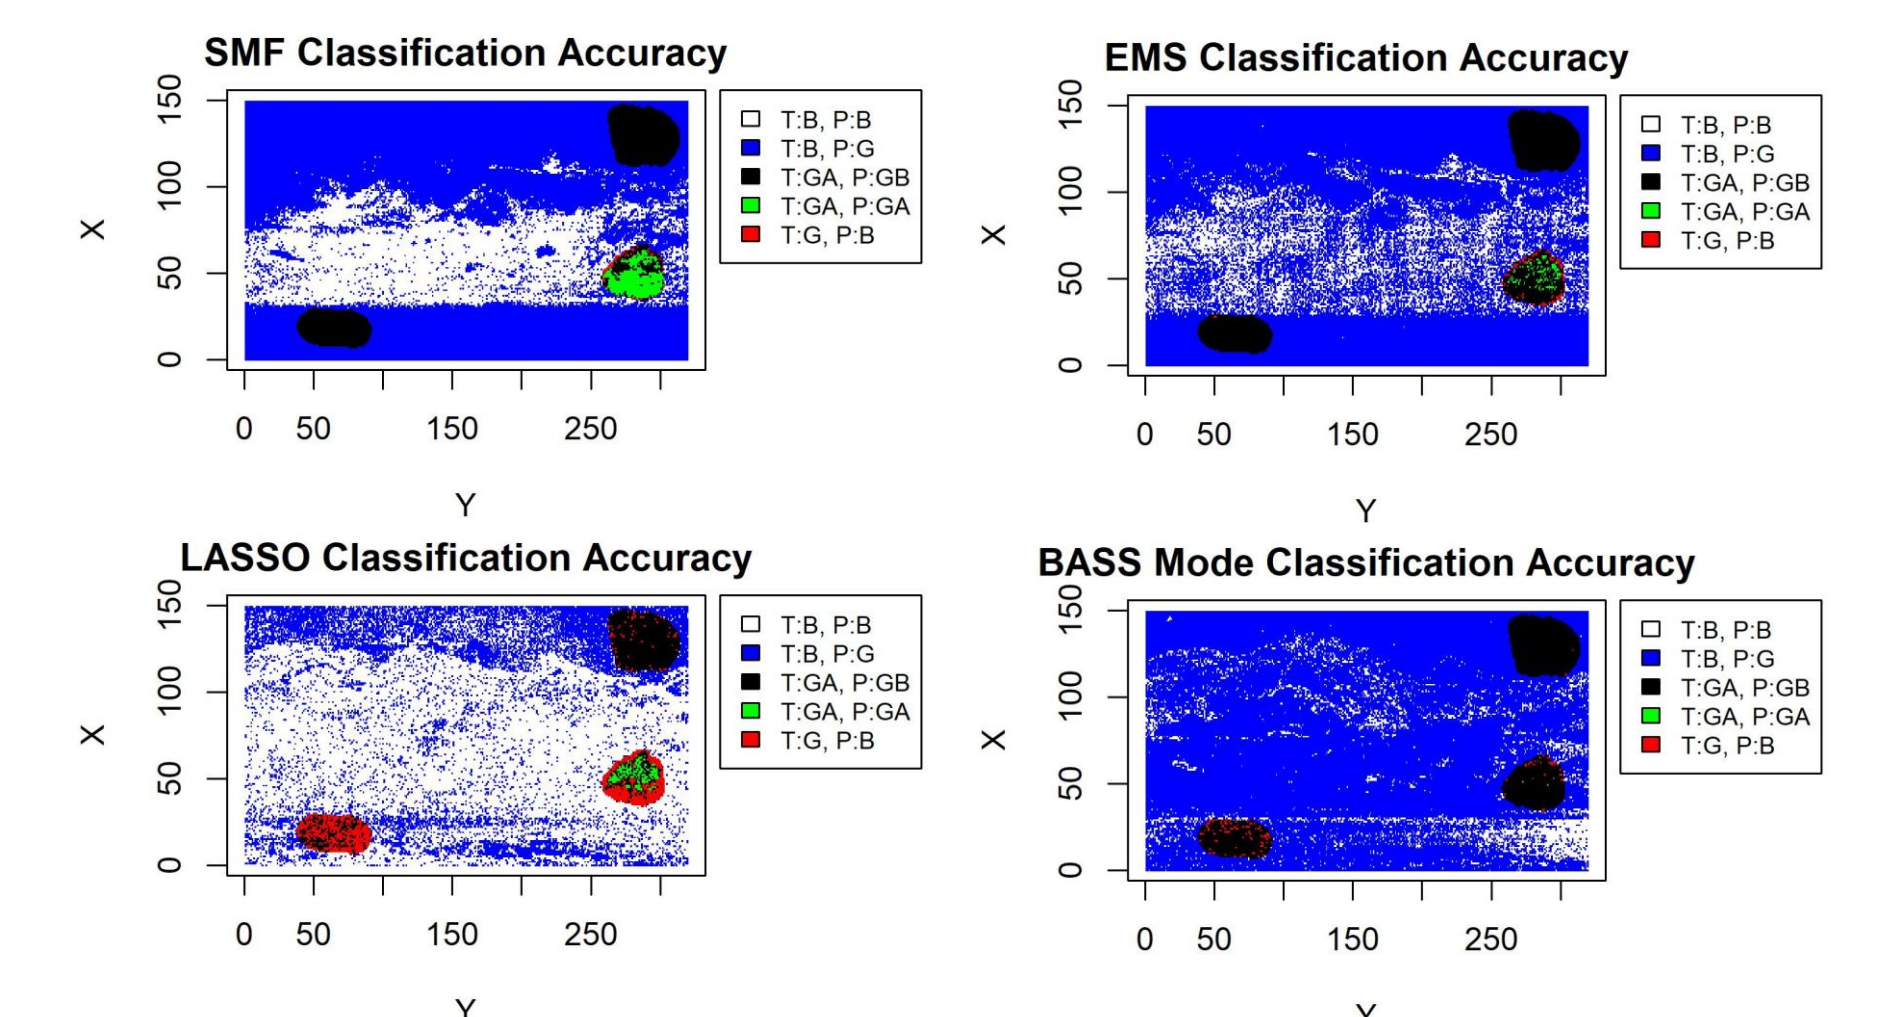 SMF Classification Accuracy
150
100
50
0
X
0 50 150 250
Y
T:B, P:B
T:B, P:G
T:GA, P:GB
T:GA, P:GA
T:G, P:B
EMS Classification Accuracy
150
100
50
0
X
0 50 150 250
Y
T:B, P:B
T:B, P:G
T:GA, P:GB
T:GA, P:GA
T:G, P:B
LASSO Classification Accuracy
150
100
50
0
X
0 50 150 250
Y
T:B, P:B
T:B, P:G
T:GA, P:GB
T:GA, P:GA
T:G, P:B
BASS Mode Classification Accuracy
150
100
50
0
X
0 50 150 250
Y
T:B, P:B
T:B, P:G
T:GA, P:GB
T:GA, P:GA
T:G, P:B